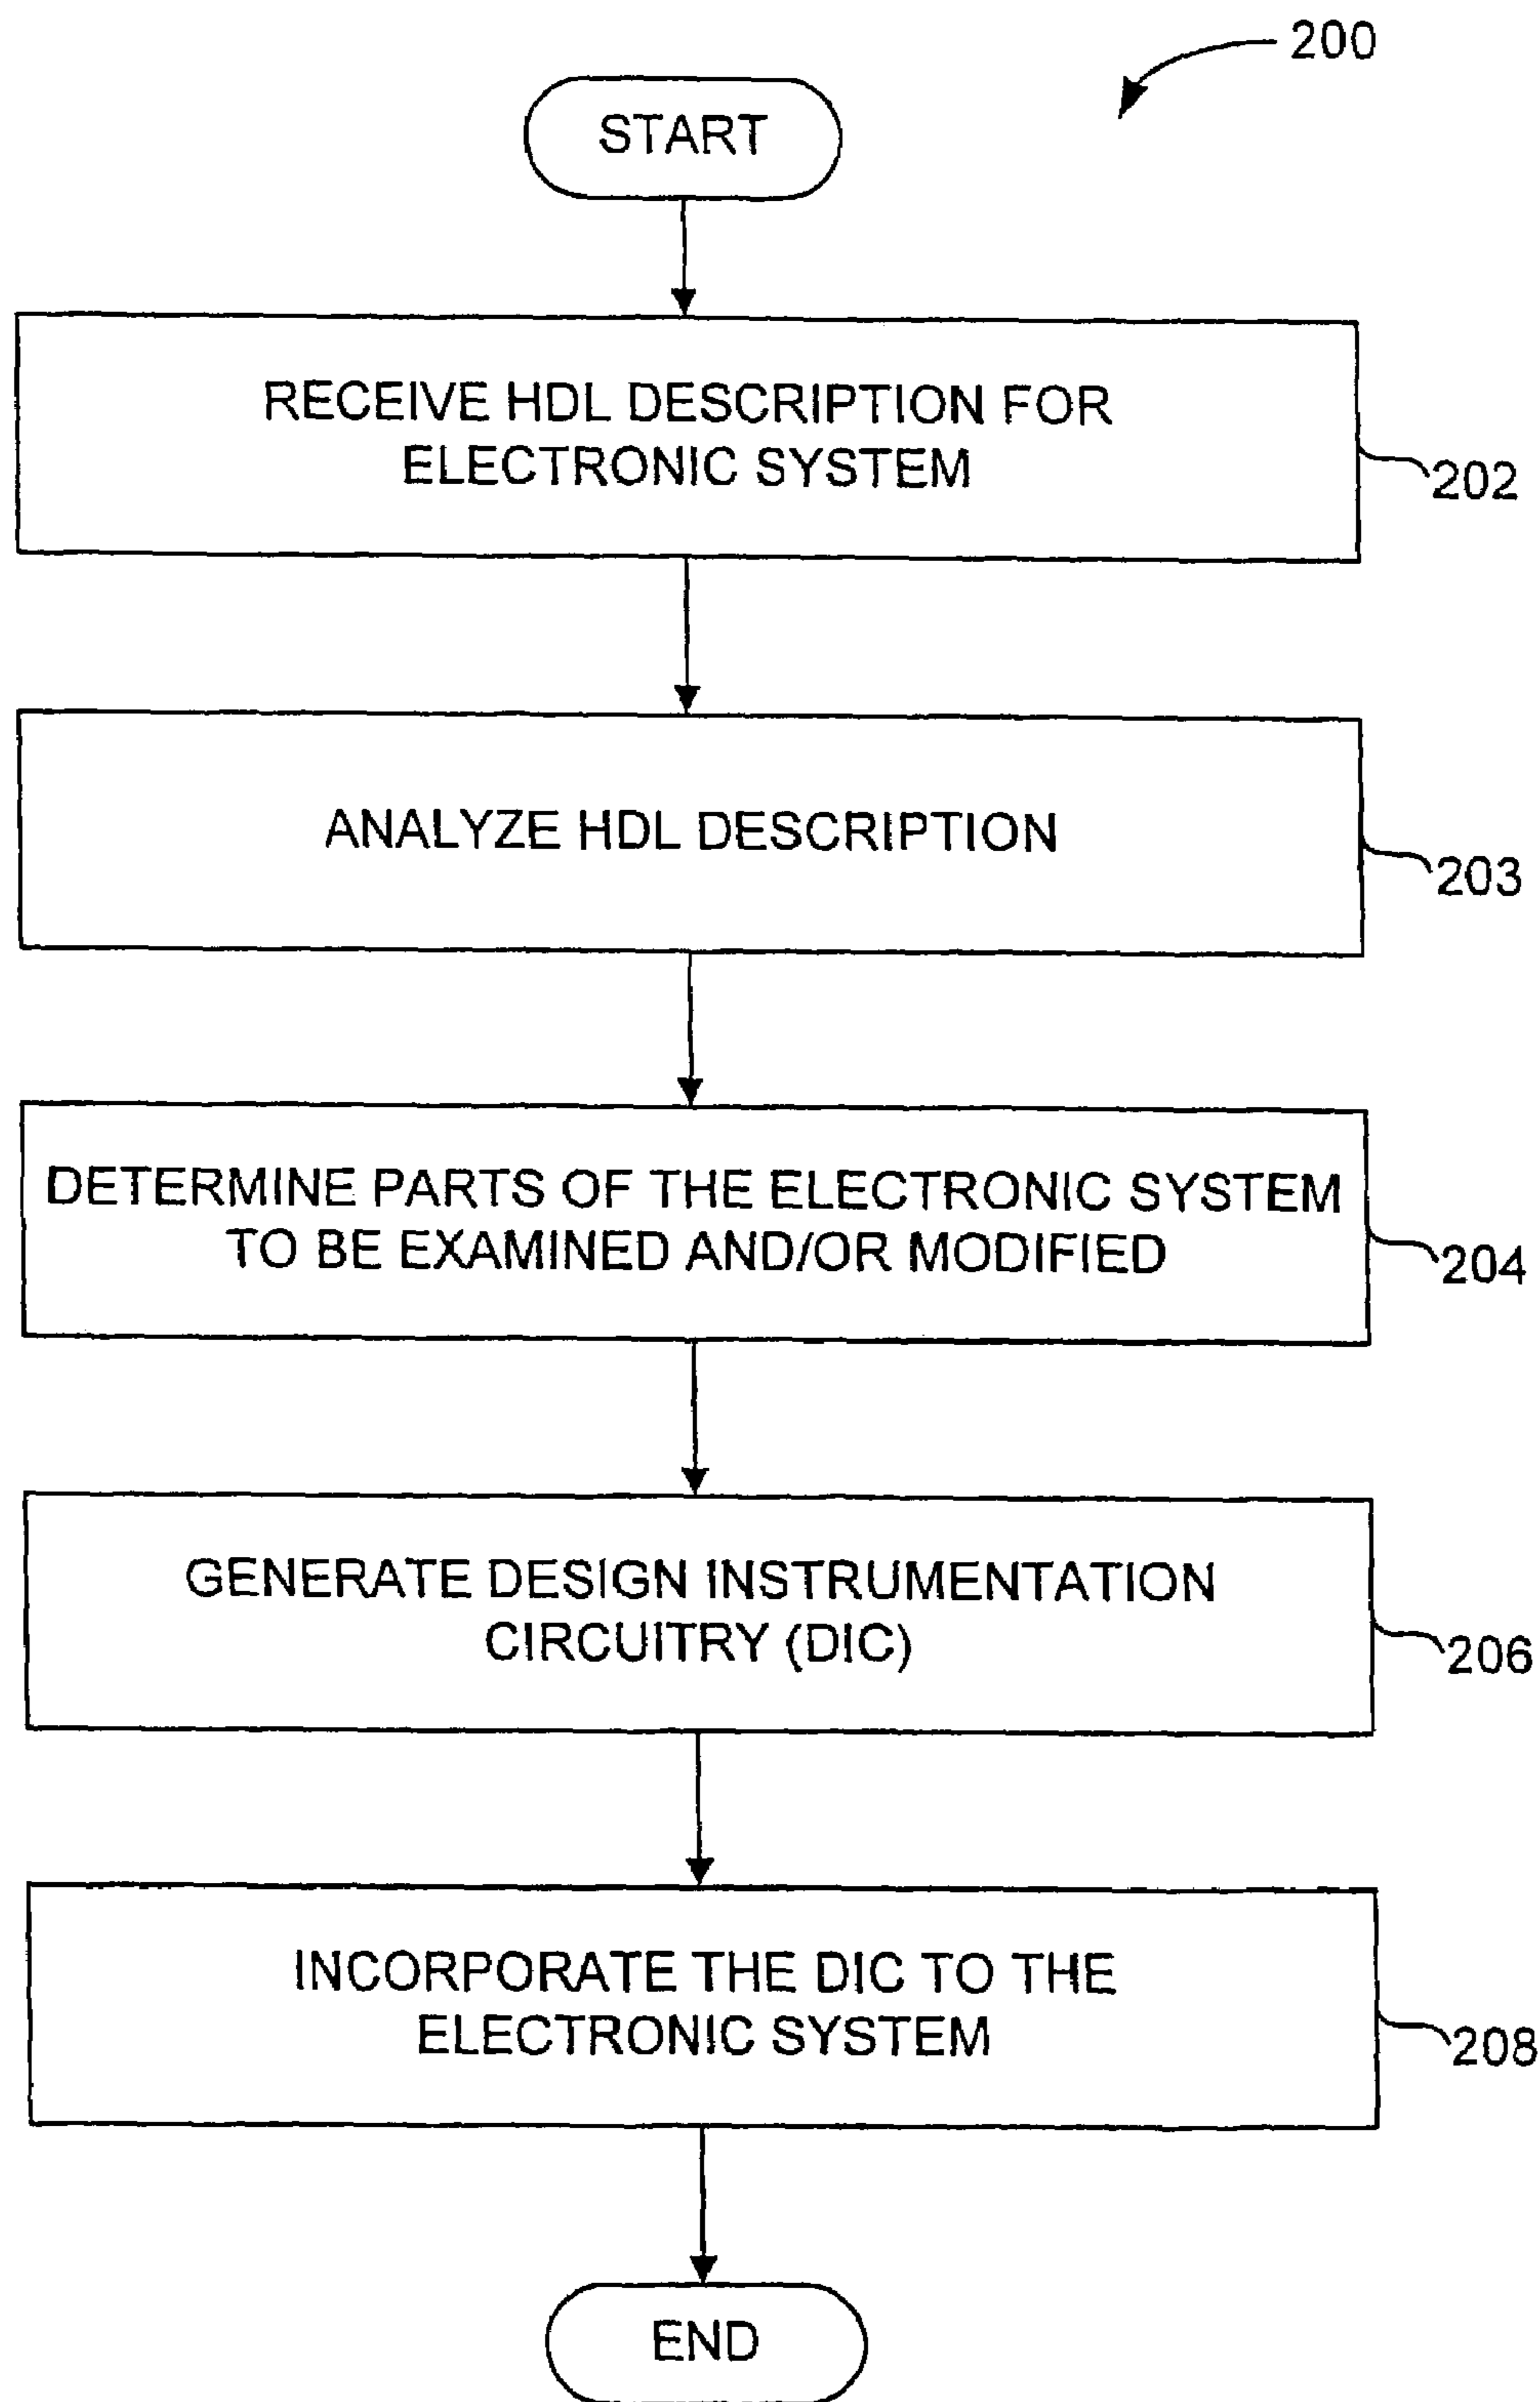 200
START
RECEIVE HDL DESCRIPTION FOR
ELECTRONIC SYSTEM
202
ANALYZE HDL DESCRIPTION
203
DETERMINE PARTS OF THE ELECTRONIC SYSTEM
TO BE EXAMINED AND/OR MODIFIED
204
GENERATE DESIGN INSTRUMENTATION
CIRCUITRY (DIC)
206
INCORPORATE THE DIC TO THE
ELECTRONIC SYSTEM
208
END